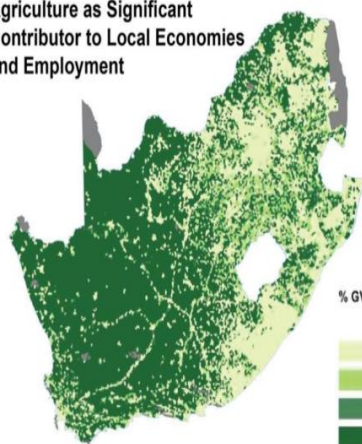 griculture as Significant
ontributor to Local Economies
nd Employment
% GV